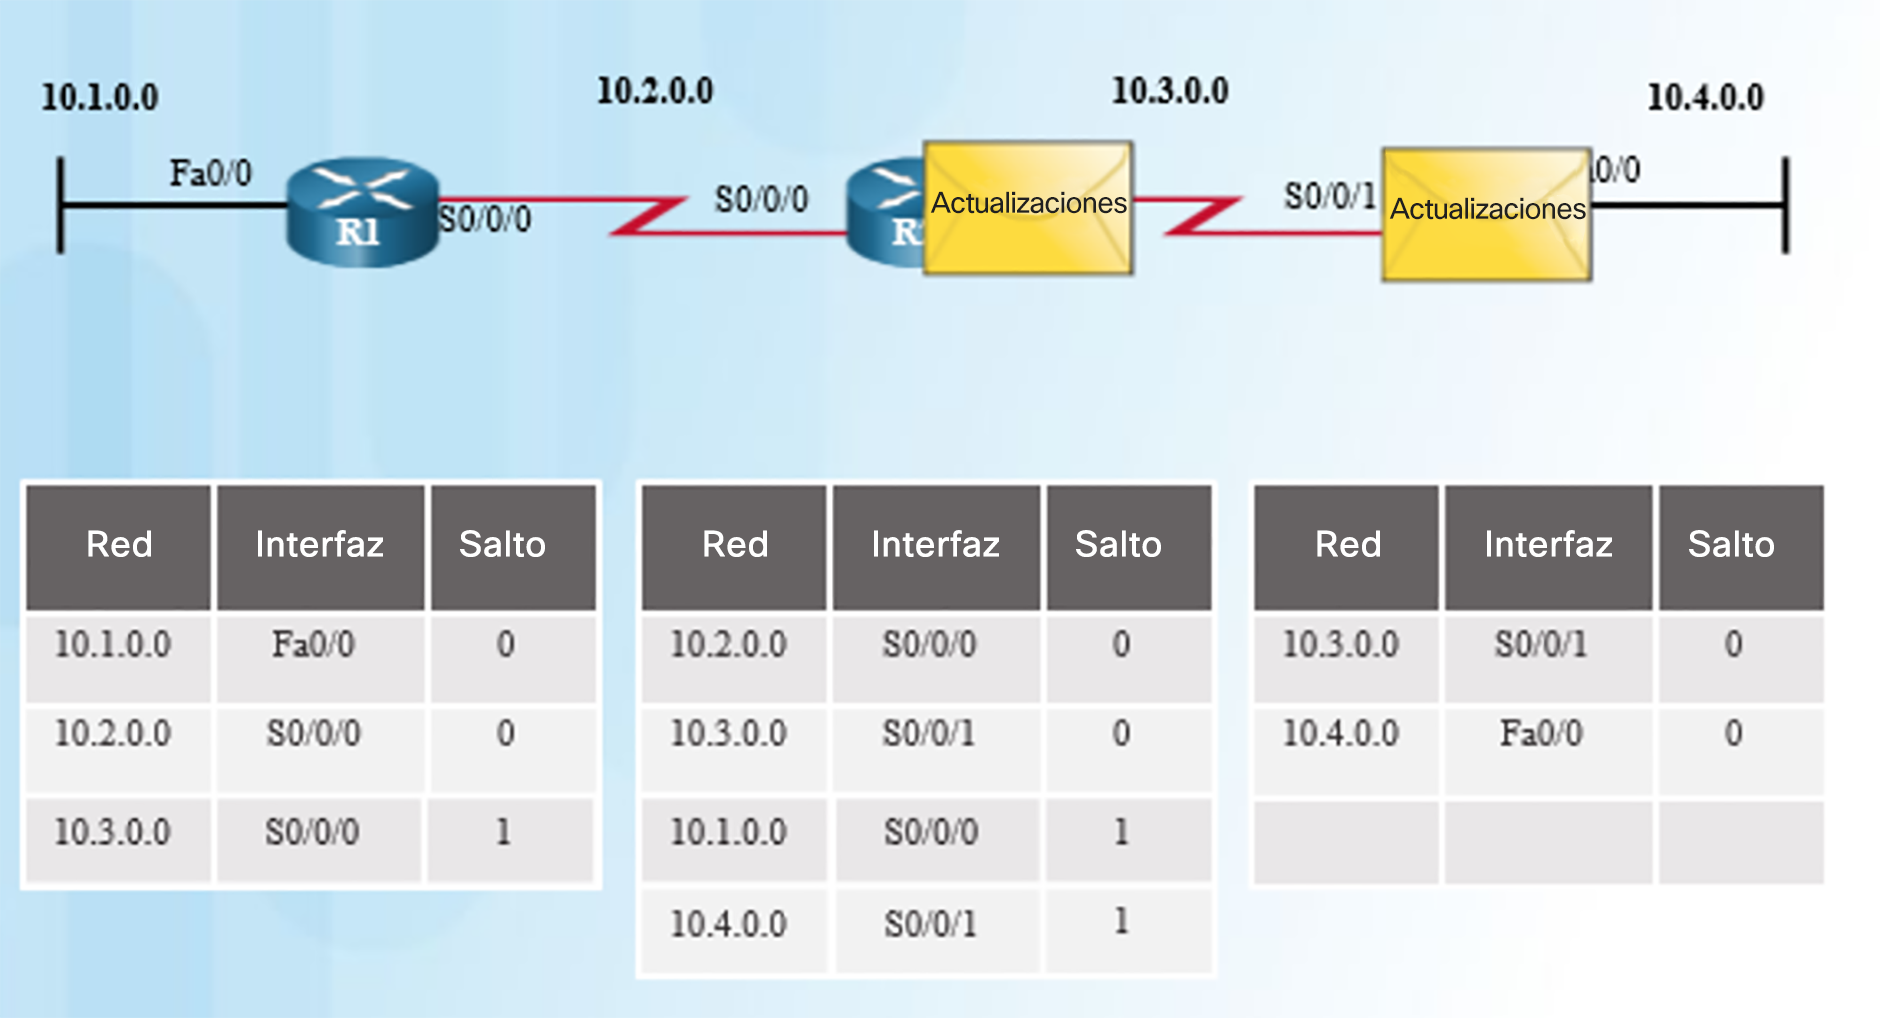 10.1.0.0
10.2.0.0
10.3.0.0
10.4.0.0
Fa0/0
R1
S0/0/0
S0/0/0
Actualizaciones
S0/0/1
Actualizaciones
0/0
Red Interfaz Salto
10.1.0.0 Fa0/0 0
10.2.0.0 S0/0/0 0
10.3.0.0 S0/0/0 1
Red Interfaz Salto
10.2.0.0 S0/0/0 0
10.3.0.0 S0/0/1 0
10.1.0.0 S0/0/0 1
10.4.0.0 S0/0/1 1
Red Interfaz Salto
10.3.0.0 S0/0/1 0
10.4.0.0 Fa0/0 0